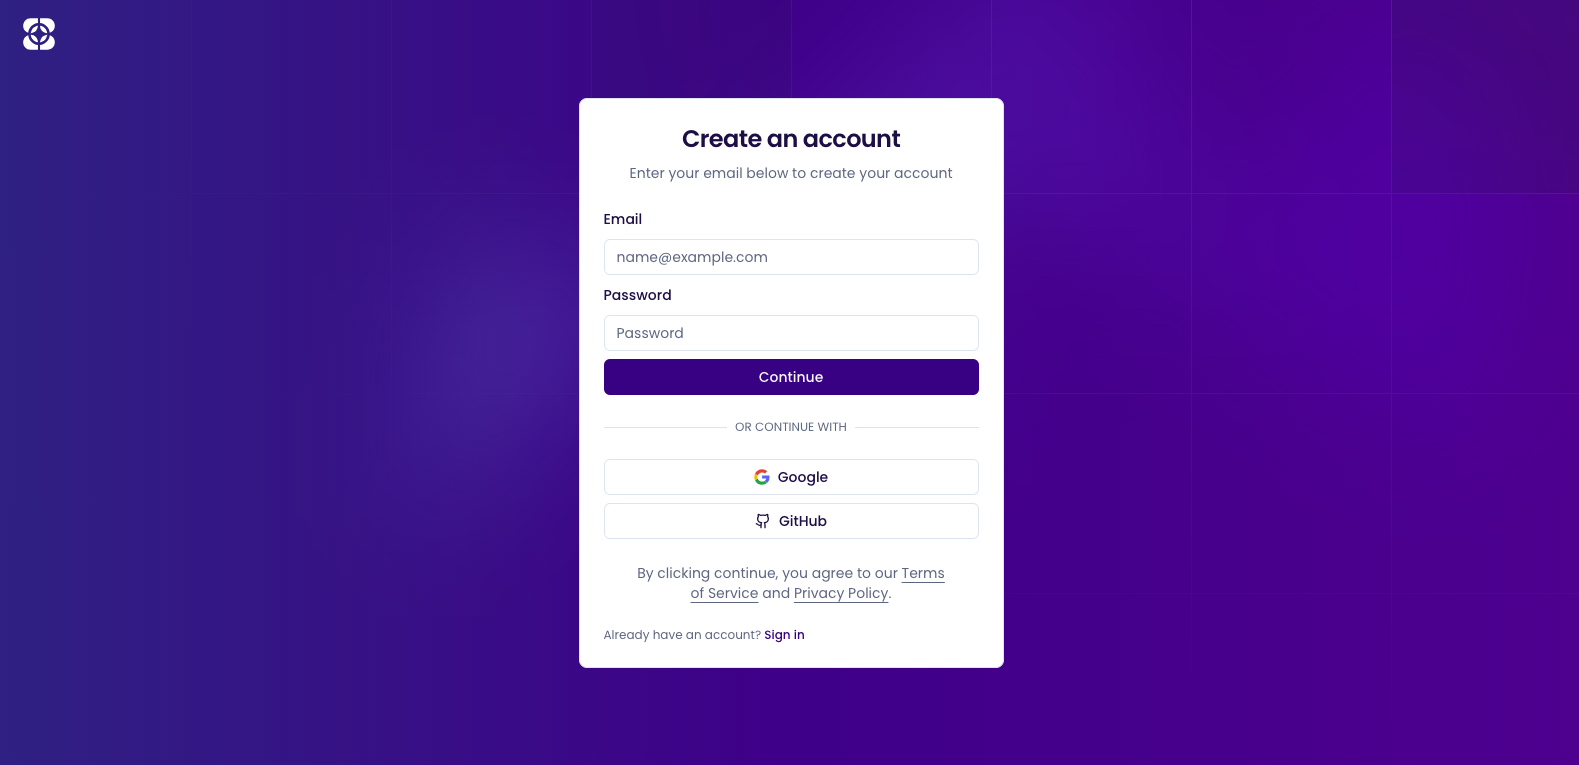 Create an account
Enter your email below to create your account
Email
name@example.com
Password
Password
Continue
OR CONTINUE WITH
Google
GitHub
By clicking continue, you agree to our Terms
of Service and Privacy Policy.
Already have an account? Sign in